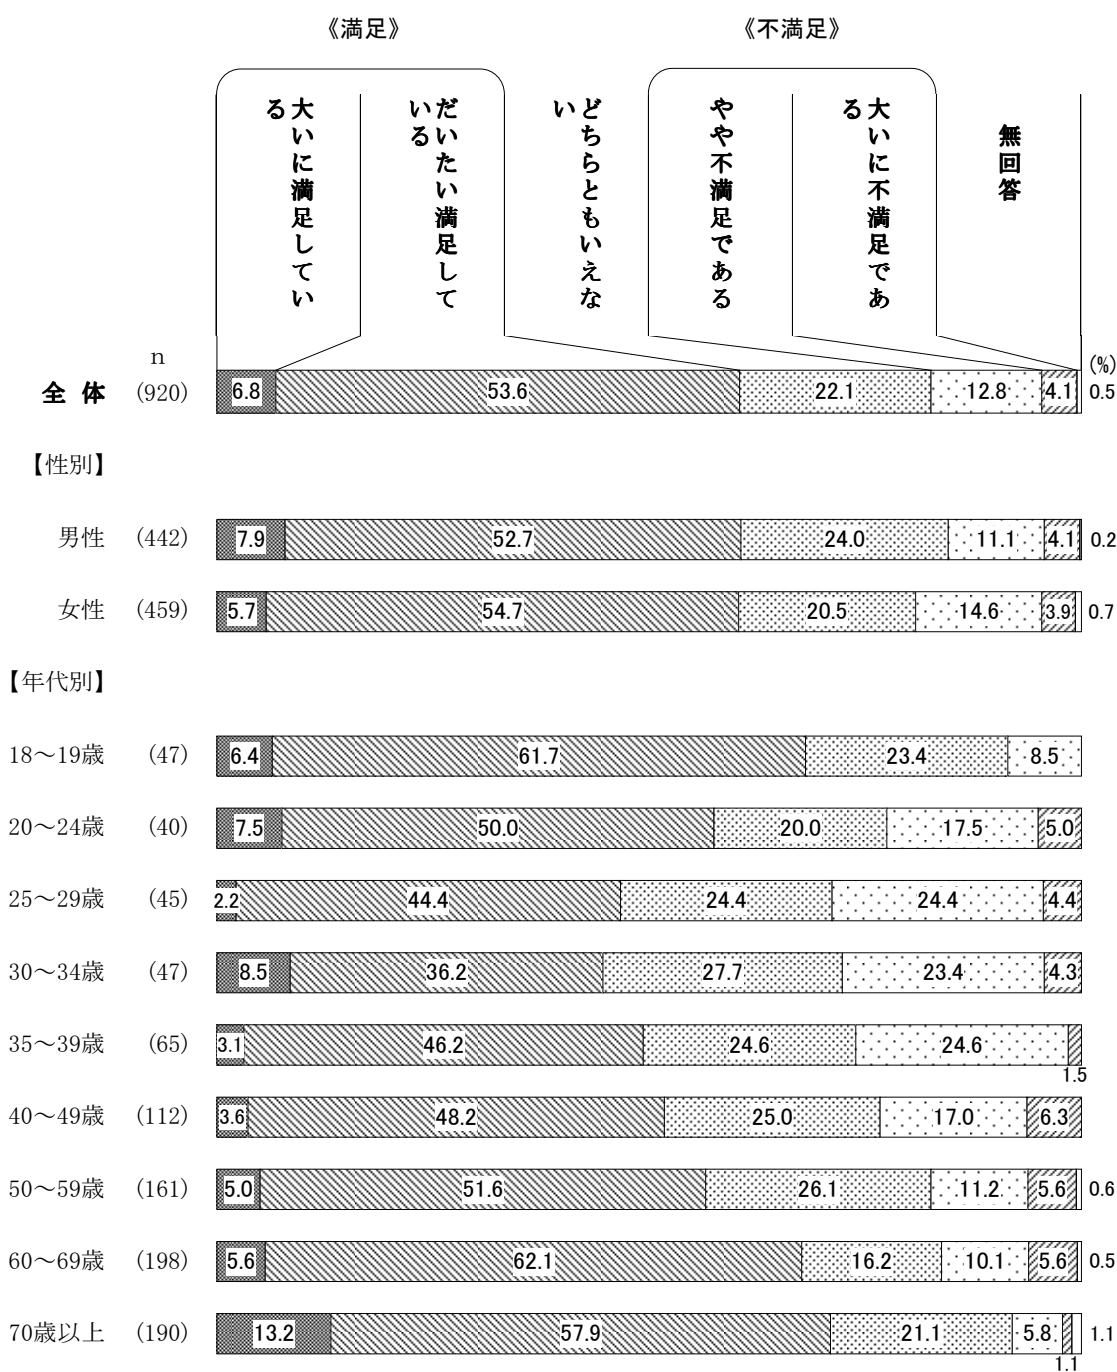 《満足》 《不満足》
大いに満足している
だいたい満足している
どちらともいえない
やや不満足である
大いに不満足である
無回答
n (%)
全 体 (920) 6.8 53.6 22.1 12.8 4.1 0.5
【性別】
男性 (442) 7.9 52.7 24.0 11.1 4.1 0.2
女性 (459) 5.7 54.7 20.5 14.6 3.9 0.7
【年代別】
18～19歳 (47) 6.4 61.7 23.4 8.5
20～24歳 (40) 7.5 50.0 20.0 17.5 5.0
25～29歳 (45) 2.2 44.4 24.4 24.4 4.4
30～34歳 (47) 8.5 36.2 27.7 23.4 4.3
35～39歳 (65) 3.1 46.2 24.6 24.6 1.5
40～49歳 (112) 3.6 48.2 25.0 17.0 6.3
50～59歳 (161) 5.0 51.6 26.1 11.2 5.6 0.6
60～69歳 (198) 5.6 62.1 16.2 10.1 5.6 0.5
70歳以上 (190) 13.2 57.9 21.1 5.8 1.1 1.1